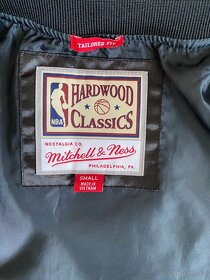 TAILORED FIT
HARDWOOD
NBA
CLASSICS
NOSTALGIA CO.
Mitchell & Ness
PHILADELPHIA, PA.
SMALL
MADE IN
VIETNAM